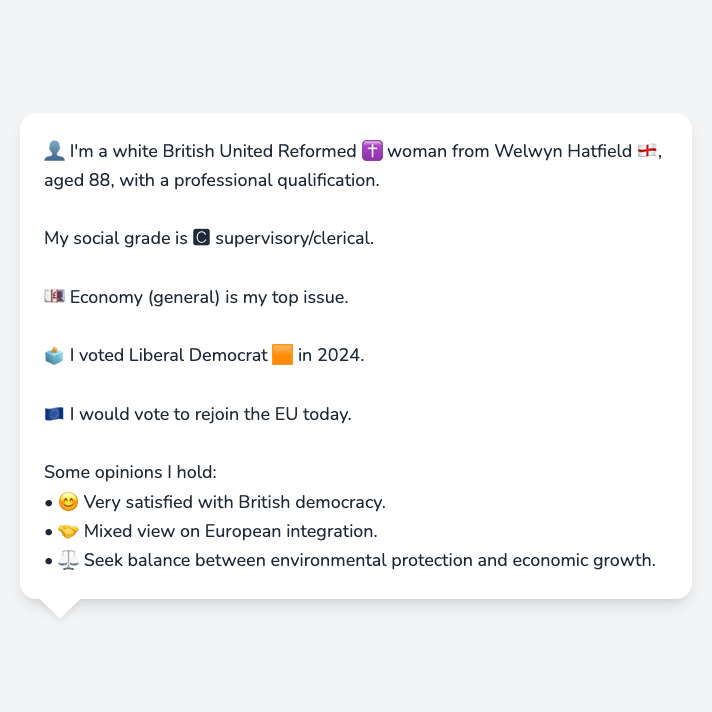 👤 I'm a white British United Reformed ✝️ woman from Welwyn Hatfield 🏴󠁧󠁢󠁥󠁮󠁧󠁿,
aged 88, with a professional qualification.
My social grade is 🅲 supervisory/clerical.
💷 Economy (general) is my top issue.
🗳️ I voted Liberal Democrat 🟧 in 2024.
🇪🇺 I would vote to rejoin the EU today.
Some opinions I hold:
• 😊 Very satisfied with British democracy.
• 🤝 Mixed view on European integration.
• ⚖️ Seek balance between environmental protection and economic growth.